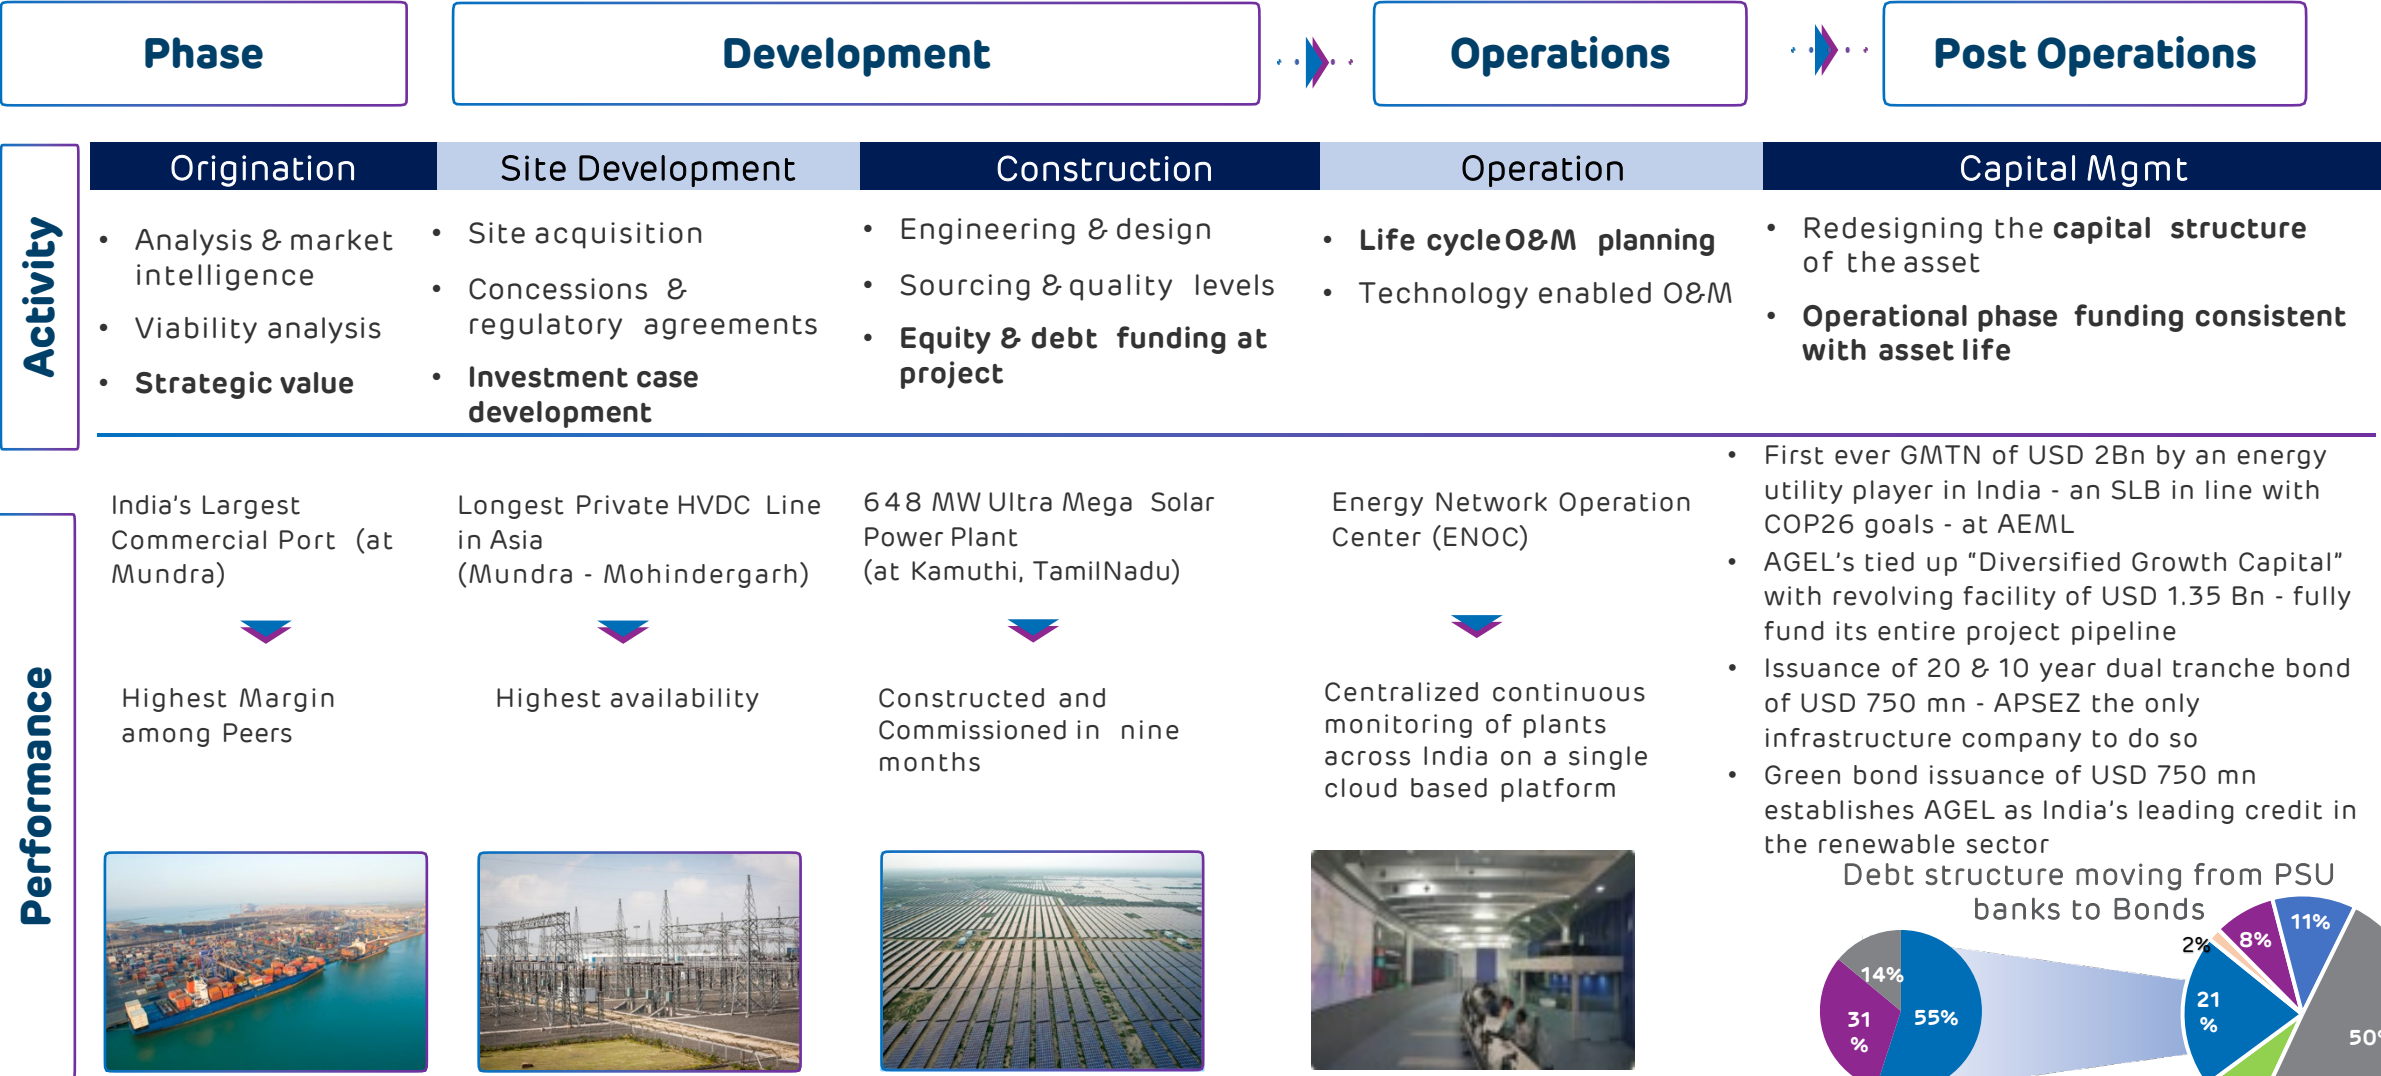 Phase
Development
Operations
Post Operations
Activity
Origination
Site Development
Construction
Operation
Capital Mgmt
• Analysis & market
intelligence
• Viability analysis
• Strategic value
• Site acquisition
• Concessions &
regulatory agreements
• Investment case
development
• Engineering & design
• Sourcing & quality levels
• Equity & debt funding at
project
• Life cycle O&M planning
• Technology enabled O&M
• Redesigning the capital structure
of the asset
• Operational phase funding consistent
with asset life
Performance
India's Largest
Commercial Port (at
Mundra)
Highest Margin
among Peers
Longest Private HVDC Line
in Asia
(Mundra - Mohindergarh)
Highest availability
648 MW Ultra Mega Solar
Power Plant
(at Kamuthi, TamilNadu)
Constructed and
Commissioned in nine
months
Energy Network Operation
Center (ENOC)
Centralized continuous
monitoring of plants
across India on a single
cloud based platform
• First ever GMTN of USD 2Bn by an energy
utility player in India - an SLB in line with
COP26 goals - at AEML
• AGEL's tied up “Diversified Growth Capital”
with revolving facility of USD 1.35 Bn - fully
fund its entire project pipeline
• Issuance of 20 & 10 year dual tranche bond
of USD 750 mn - APSEZ the only
infrastructure company to do so
• Green bond issuance of USD 750 mn
establishes AGEL as India's leading credit in
the renewable sector
Debt structure moving from PSU
banks to Bonds
14%
31
%
55%
2%
8%
11%
21
%
50%